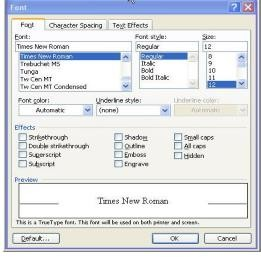 Font
Font Character Spacing Text Effects
Font: Font style: Size:
Times New Roman Regular 12
Times New Roman Regular 8
Trebuchet MS Italic 9
Tunga Bold 10
Tw Cen MT Bold Italic 11
Tw Cen MT Condensed 12
Font color: Underline style: Underline color:
Automatic (none) Automatic
Effects
Strikethrough Shadow Small caps
Double strikethrough Outline All caps
Superscript Emboss Hidden
Subscript Engrave
Preview
Times New Roman
This is a TrueType font. This font will be used on both printer and screen.
Default... OK Cancel